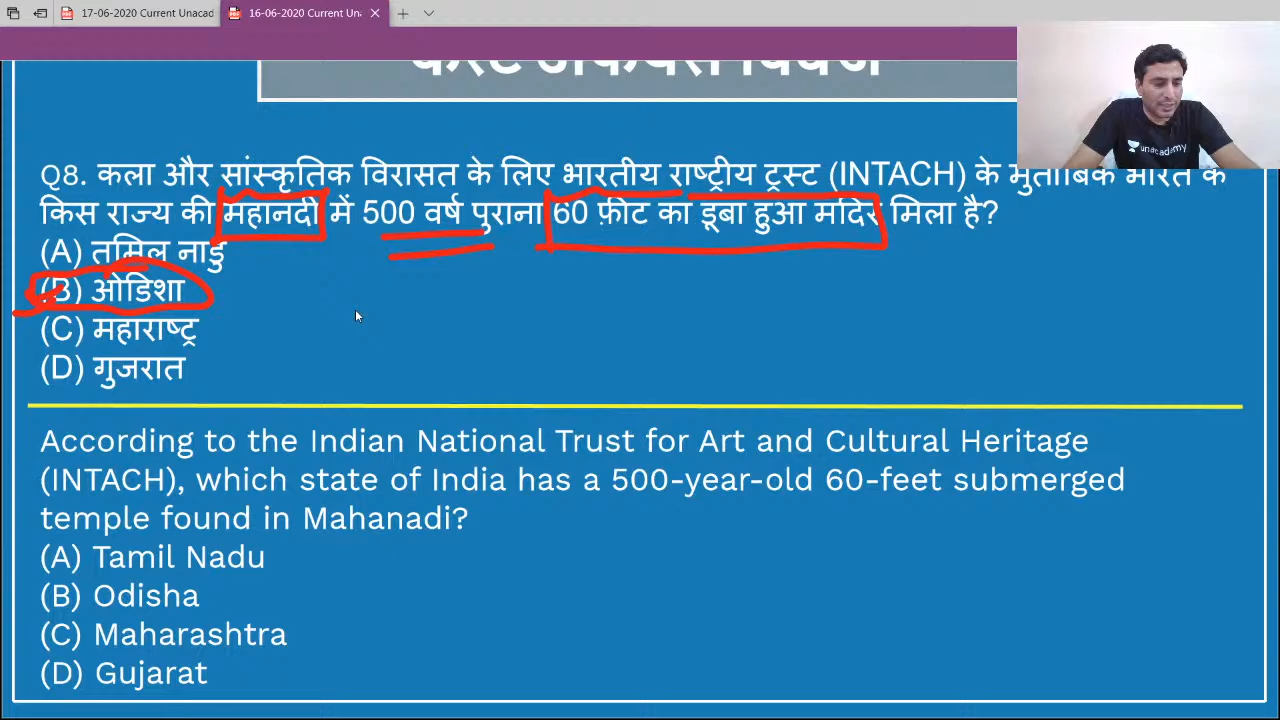 17-06-2020 Current Unacad
16-06-2020 Current Una
unacademy
Q8. कला और सांस्कृतिक विरासत के लिए भारतीय राष्ट्रीय ट्रस्ट (INTACH) के मुताबिक भारत के
किस राज्य की महानदी में 500 वर्ष पुराना 60 फ़ीट का डूबा हुआ मंदिर मिला है?
(A) तमिल नाडु
(B) ओडिशा
(C) महाराष्ट्र
(D) गुजरात
According to the Indian National Trust for Art and Cultural Heritage
(INTACH), which state of India has a 500-year-old 60-feet submerged
temple found in Mahanadi?
(A) Tamil Nadu
(B) Odisha
(C) Maharashtra
(D) Gujarat